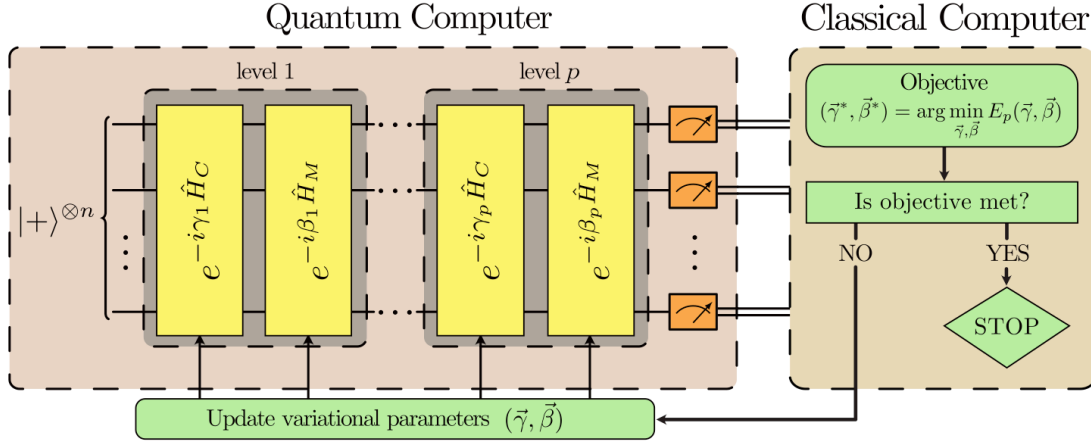 Quantum Computer
Classical Computer
level 1
level p
|+⟩^{⊗n}
e^{-iγ_1 Ĥ_C}
e^{-iβ_1 Ĥ_M}
e^{-iγ_p Ĥ_C}
e^{-iβ_p Ĥ_M}
Objective
(γ⃗*, β⃗*) = arg min E_p(γ⃗, β⃗)
γ⃗,β⃗
Is objective met?
NO
YES
STOP
Update variational parameters (γ⃗, β⃗)